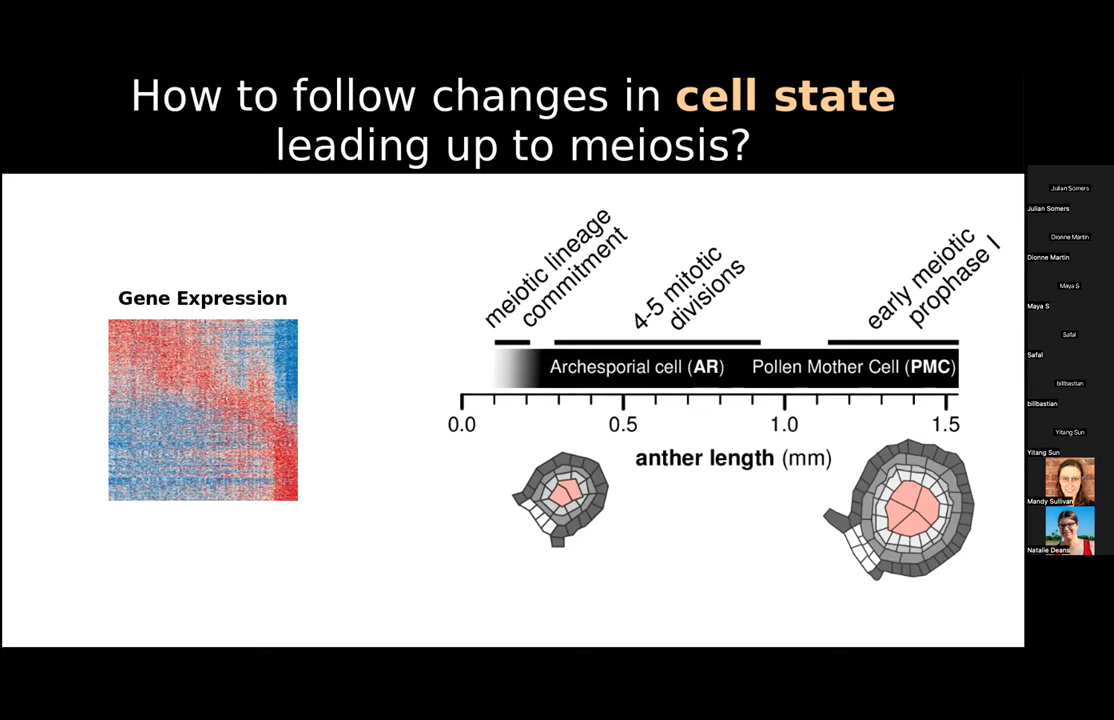 How to follow changes in cell state
leading up to meiosis?
Gene Expression
meiotic lineage
commitment
4-5 mitotic
divisions
early meiotic
prophase I
Archesporial cell (AR)
Pollen Mother Cell (PMC)
0.0
0.5
1.0
1.5
anther length (mm)
Julian Somers
Julian Somers
Dionne Martin
Dionne Martin
Maya S
Maya S
Safal
Safal
billbastian
billbastian
Yitang Sun
Yitang Sun
Mandy Sullivan
Natalie Deans